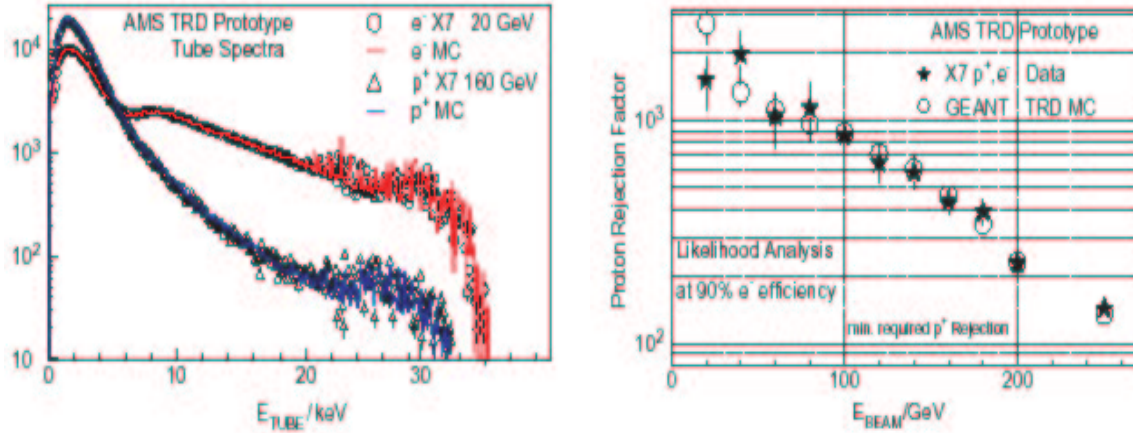 AMS TRD Prototype
Tube Spectra
e⁻ X7 20 GeV
e⁻ MC
p⁺ X7 160 GeV
p⁺ MC
10⁴
10³
10²
10
0 10 20 30
E_TUBE / keV
Proton Rejection Factor
AMS TRD Prototype
X7 p⁺,e⁻ Data
GEANT TRD MC
10³
10²
Likelihood Analysis
at 90% e⁻ efficiency
min. required p⁺ Rejection
0 100 200
E_BEAM/GeV